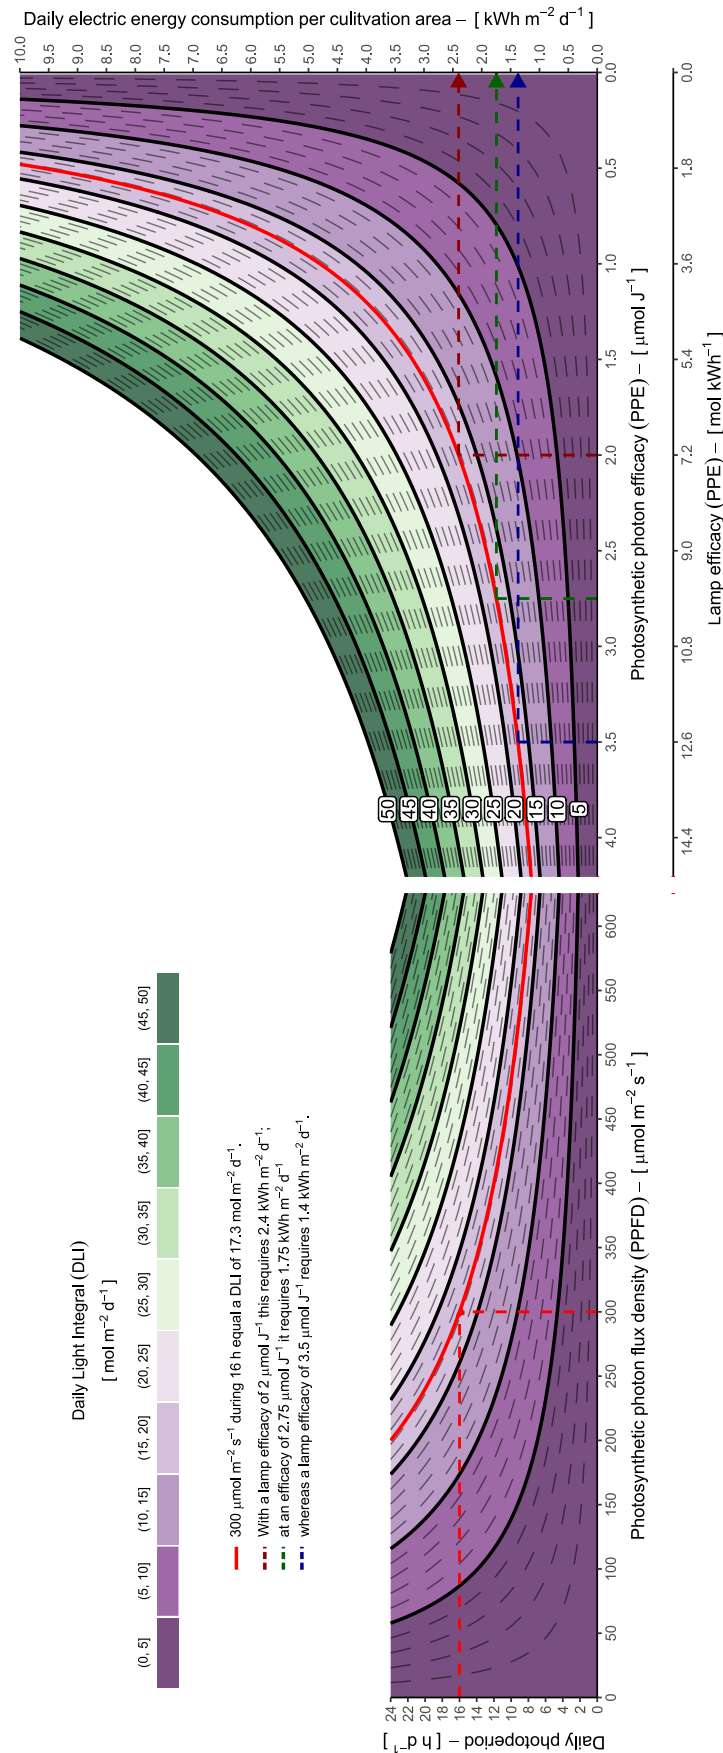 Daily Light Integral (DLI)
[ mol m⁻² d⁻¹ ]
(0, 5] (5, 10] (10, 15] (15, 20] (20, 25] (25, 30] (30, 35] (35, 40] (40, 45] (45, 50]
300 μmol m⁻² s⁻¹ during 16 h equal a DLI of 17.3 mol m⁻² d⁻¹.
With a lamp efficacy of 2 μmol J⁻¹ this requires 2.4 kWh m⁻² d⁻¹;
at an efficacy of 2.75 μmol J⁻¹ it requires 1.75 kWh m⁻² d⁻¹
whereas a lamp efficacy of 3.5 μmol J⁻¹ requires 1.4 kWh m⁻² d⁻¹.
Daily photoperiod – [ h d⁻¹ ]
24
22
20
18
16
14
12
10
8
6
4
2
0
0 50 100 150 200 250 300 350 400 450 500 550 600
Photosynthetic photon flux density (PPFD) – [ μmol m⁻² s⁻¹ ]
50
45
40
35
30
25
20
15
10
5
Daily electric energy consumption per culitvation area – [ kWh m⁻² d⁻¹ ]
10.0
9.5
9.0
8.5
8.0
7.5
7.0
6.5
6.0
5.5
5.0
4.5
4.0
3.5
3.0
2.5
2.0
1.5
1.0
0.5
0.0
4.0 3.5 3.0 2.5 2.0 1.5 1.0 0.5 0.0
Photosynthetic photon efficacy (PPE) – [ μmol J⁻¹ ]
14.4 12.6 10.8 9.0 7.2 5.4 3.6 1.8 0.0
Lamp efficacy (PPE) – [ mol kWh⁻¹ ]